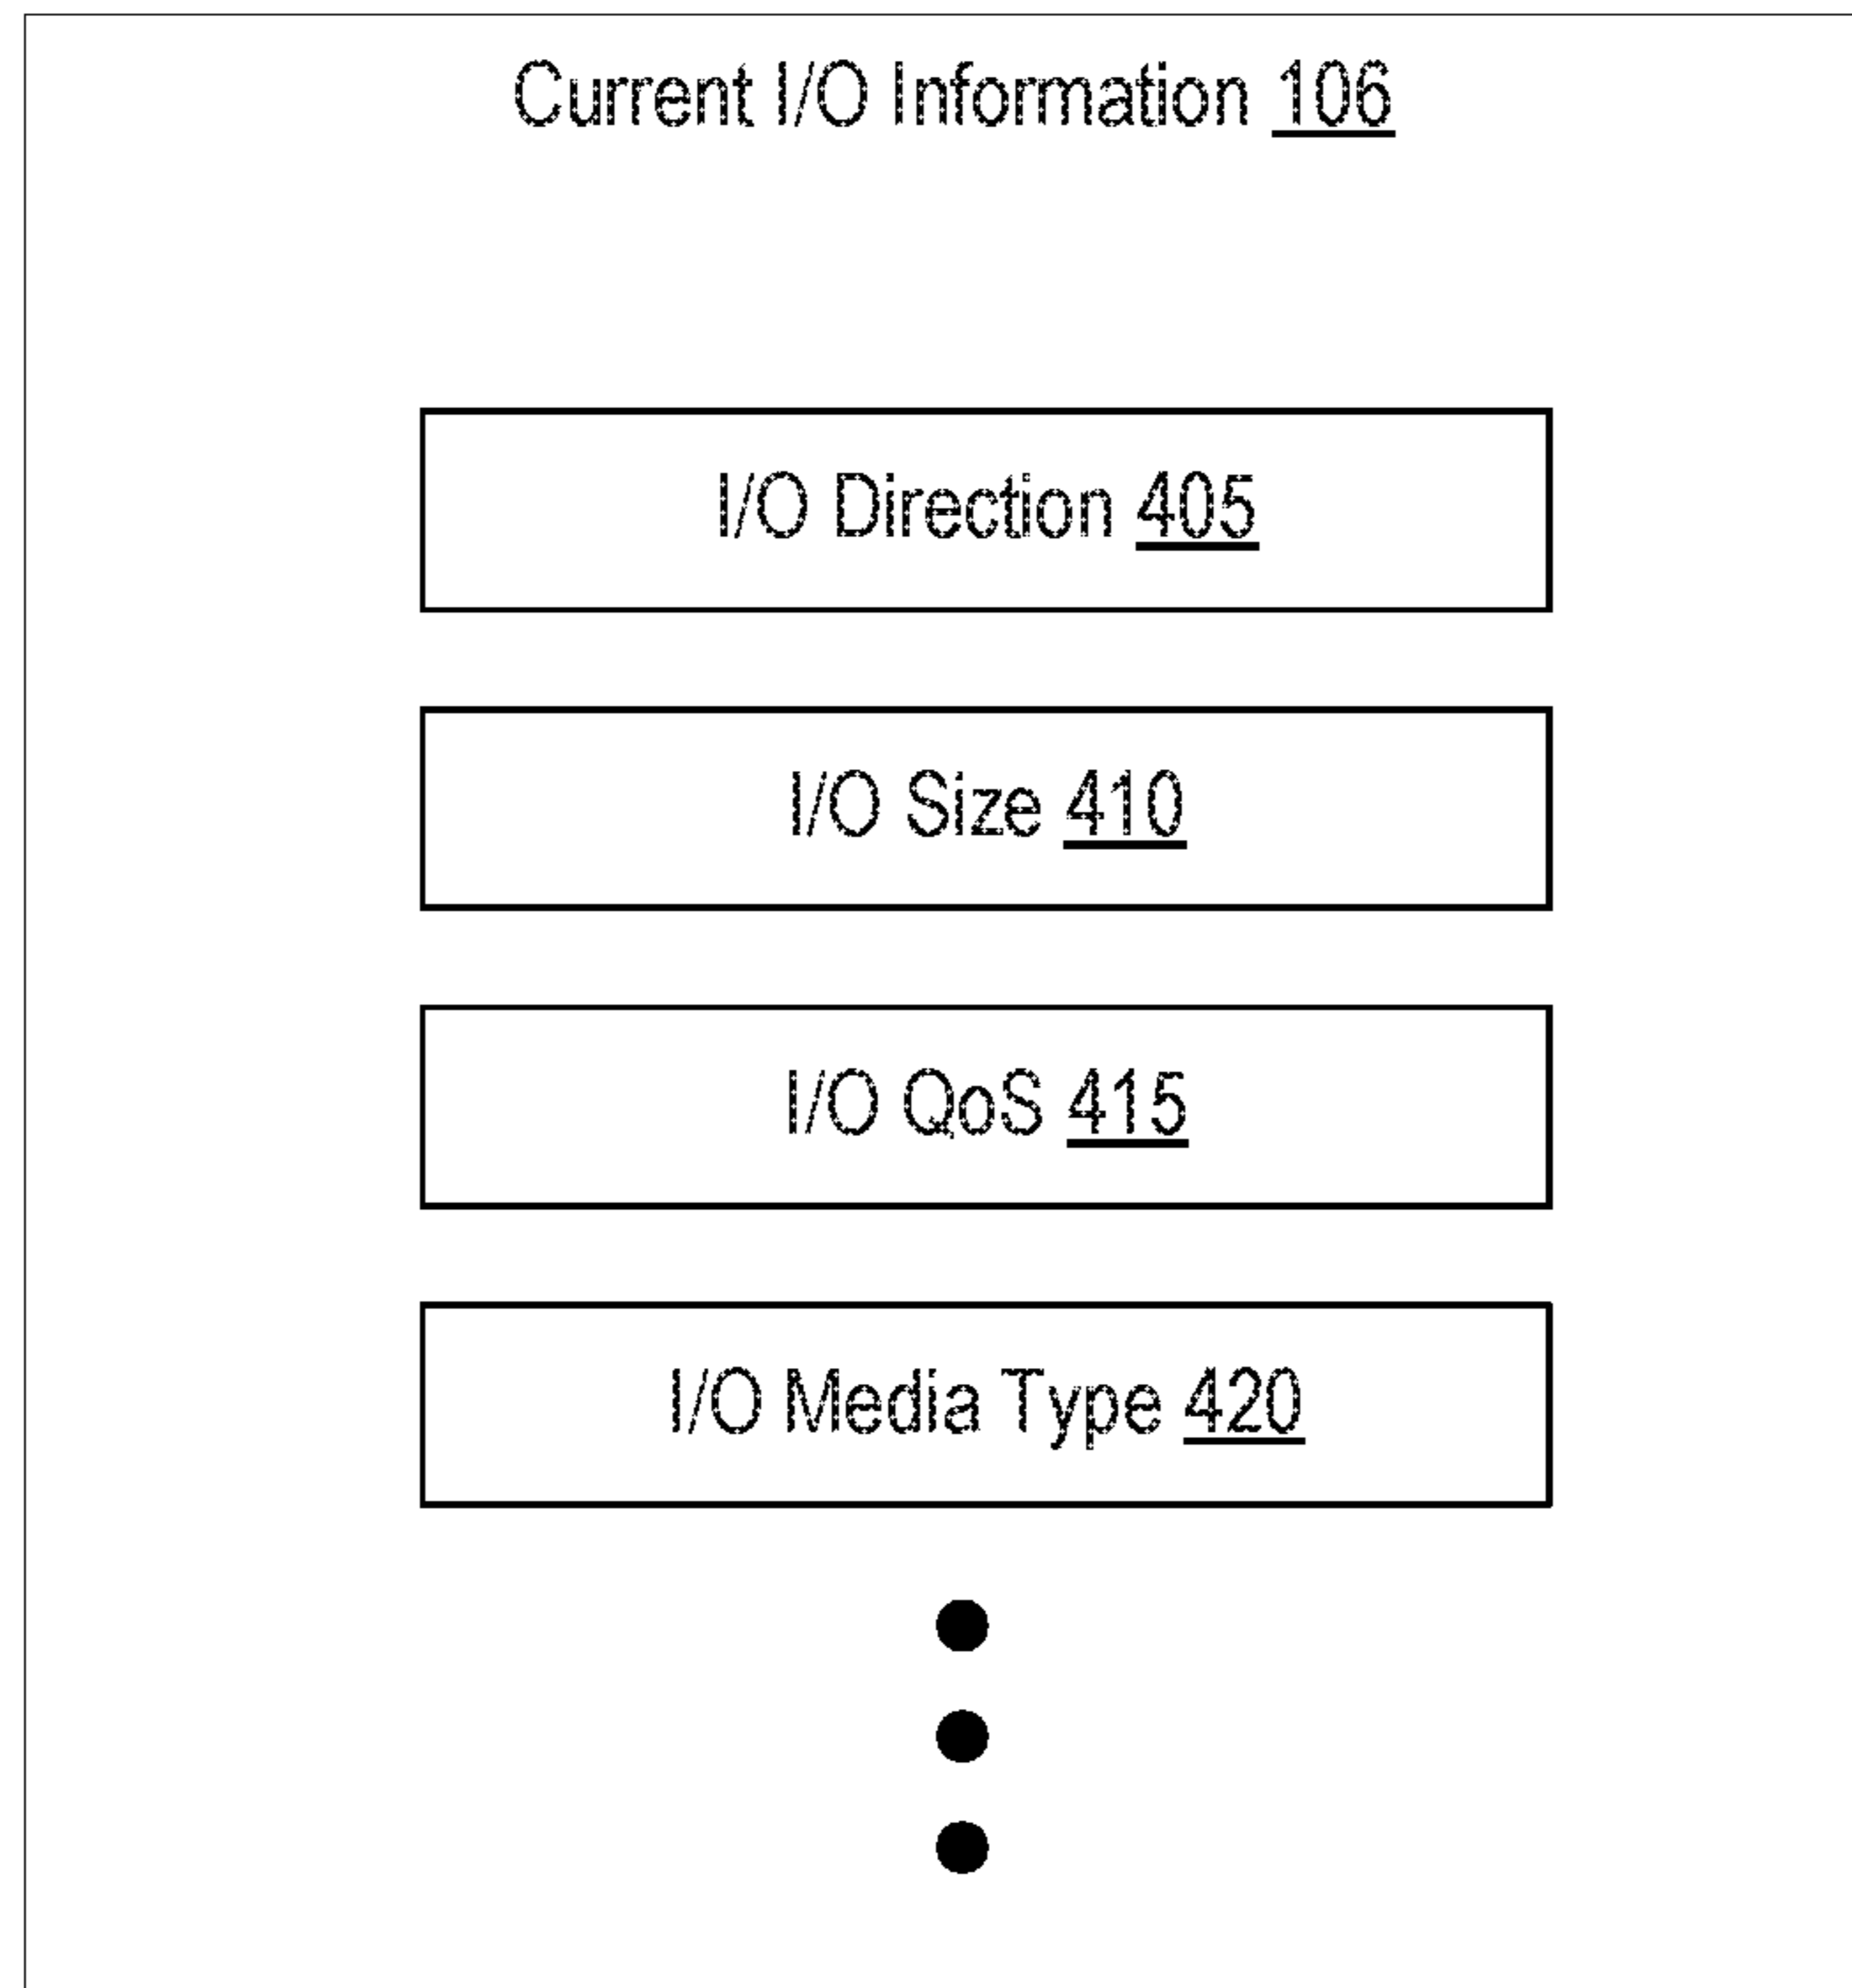 Current I/O Information 106
I/O Direction 405
I/O Size 410
I/O QoS 415
I/O Media Type 420